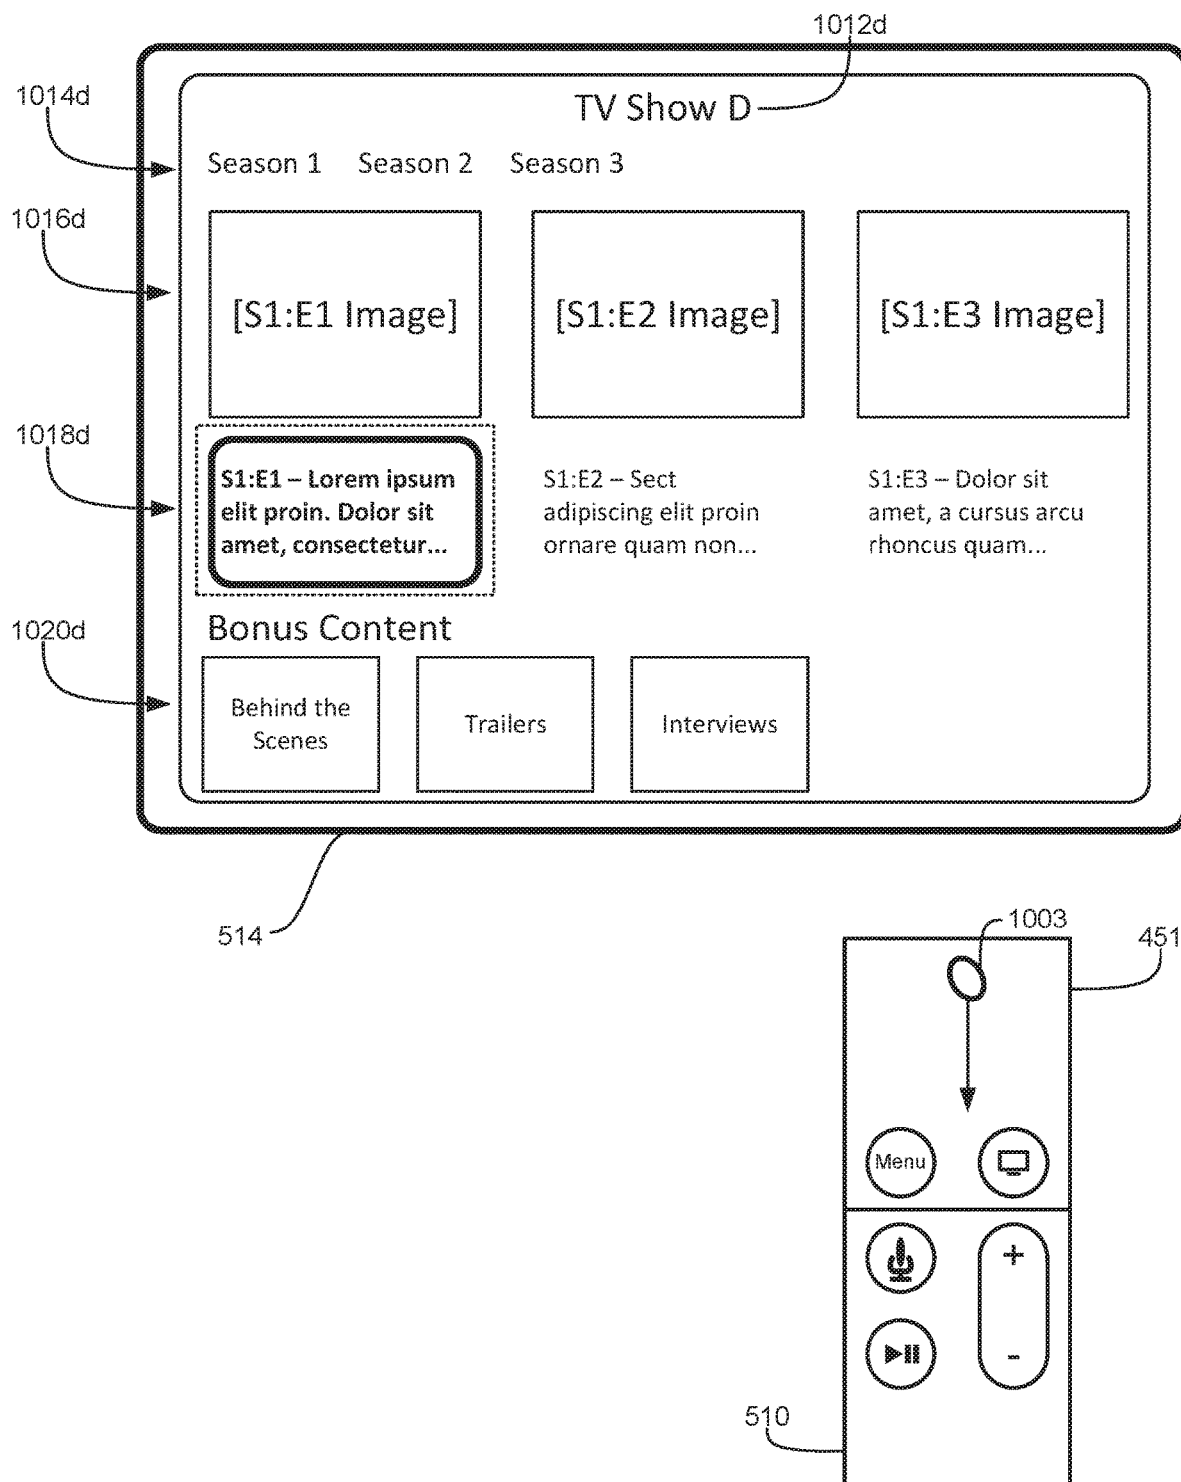 1012d
1014d
TV Show D
Season 1 Season 2 Season 3
1016d
[S1:E1 Image] [S1:E2 Image] [S1:E3 Image]
1018d
S1:E1 – Lorem ipsum
elit proin. Dolor sit
amet, consectetur...
S1:E2 – Sect
adipiscing elit proin
ornare quam non...
S1:E3 – Dolor sit
amet, a cursus arcu
rhoncus quam...
1020d
Bonus Content
Behind the
Scenes
Trailers
Interviews
514
1003
451
Menu
+
-
510